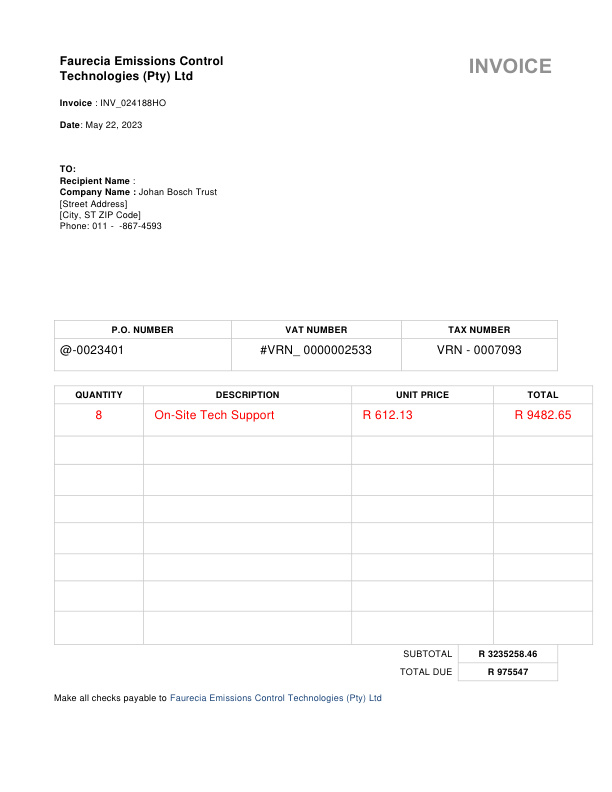 Faurecia Emissions Control
Technologies (Pty) Ltd
INVOICE
Invoice : INV_024188HO
Date: May 22, 2023
TO:
Recipient Name :
Company Name : Johan Bosch Trust
[Street Address]
[City, ST ZIP Code]
Phone: 011 -  -867-4593
P.O. NUMBER VAT NUMBER TAX NUMBER
@-0023401 #VRN_ 0000002533 VRN - 0007093
QUANTITY DESCRIPTION UNIT PRICE TOTAL
8 On-Site Tech Support R 612.13 R 9482.65
SUBTOTAL R 3235258.46
TOTAL DUE R 975547
Make all checks payable to Faurecia Emissions Control Technologies (Pty) Ltd